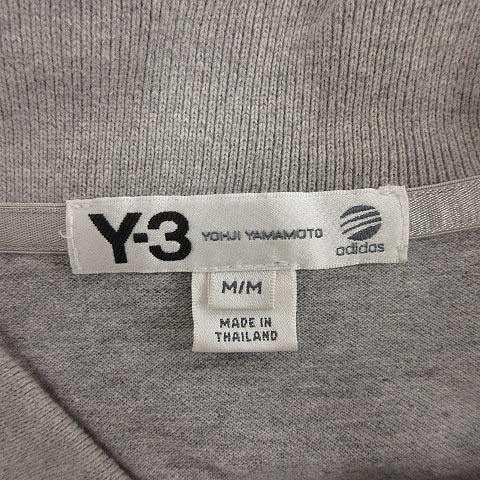 Y-3 YOHJI YAMAMOTO adidas
M/M
MADE IN
THAILAND